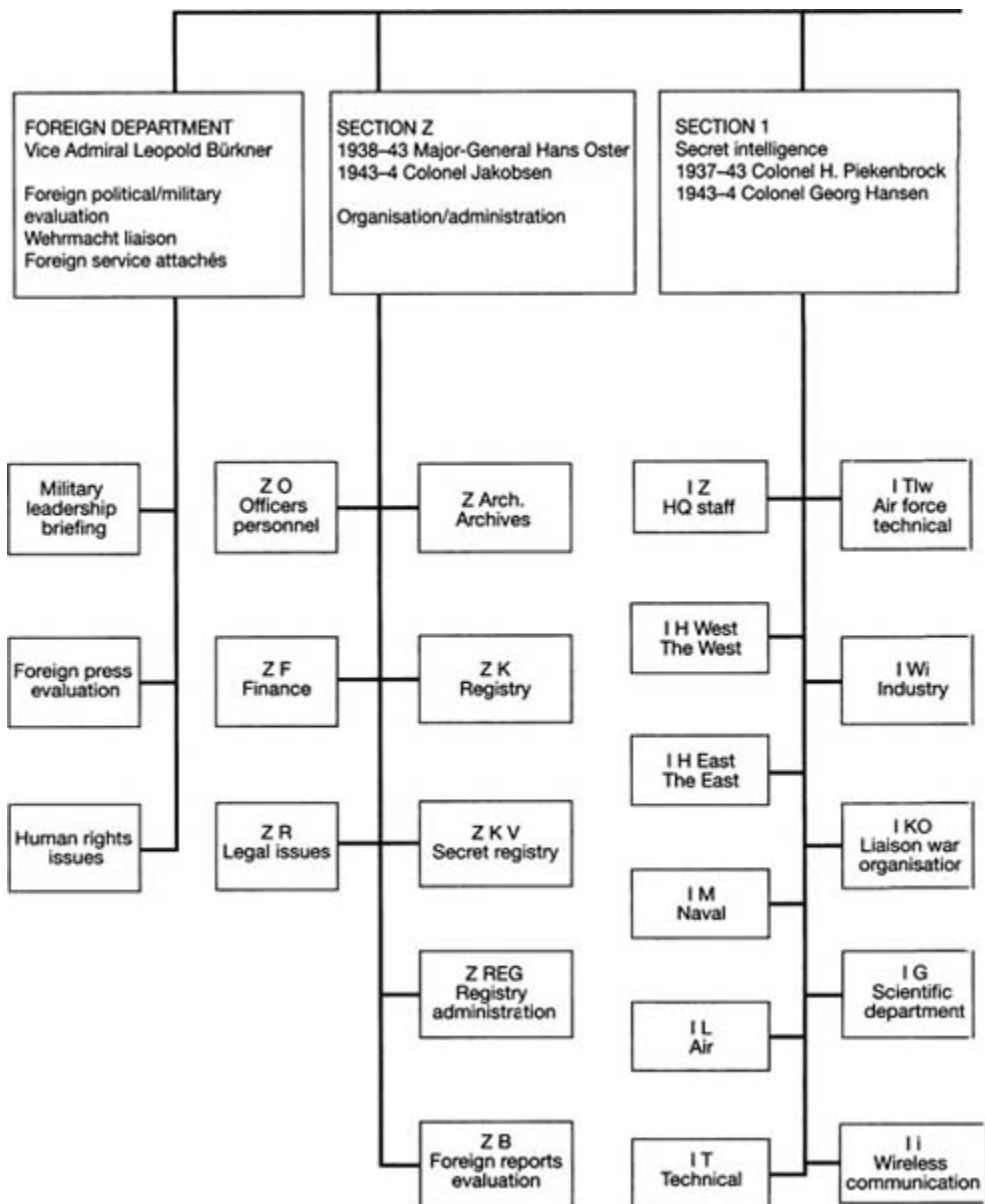 FOREIGN DEPARTMENT
Vice Admiral Leopold Bürkner
Foreign political/military
evaluation
Wehrmacht liaison
Foreign service attachés
SECTION Z
1938–43 Major-General Hans Oster
1943–4 Colonel Jakobsen
Organisation/administration
SECTION 1
Secret intelligence
1937–43 Colonel H. Piekenbrock
1943–4 Colonel Georg Hansen
Military
leadership
briefing
Foreign press
evaluation
Human rights
issues
Z O
Officers
personnel
Z F
Finance
Z R
Legal issues
Z Arch.
Archives
Z K
Registry
Z K V
Secret registry
Z REG
Registry
administration
Z B
Foreign reports
evaluation
I Z
HQ staff
I H West
The West
I H East
The East
I M
Naval
I L
Air
I T
Technical
I Tlw
Air force
technical
I Wi
Industry
I KO
Liaison war
organisation
I G
Scientific
department
I i
Wireless
communication